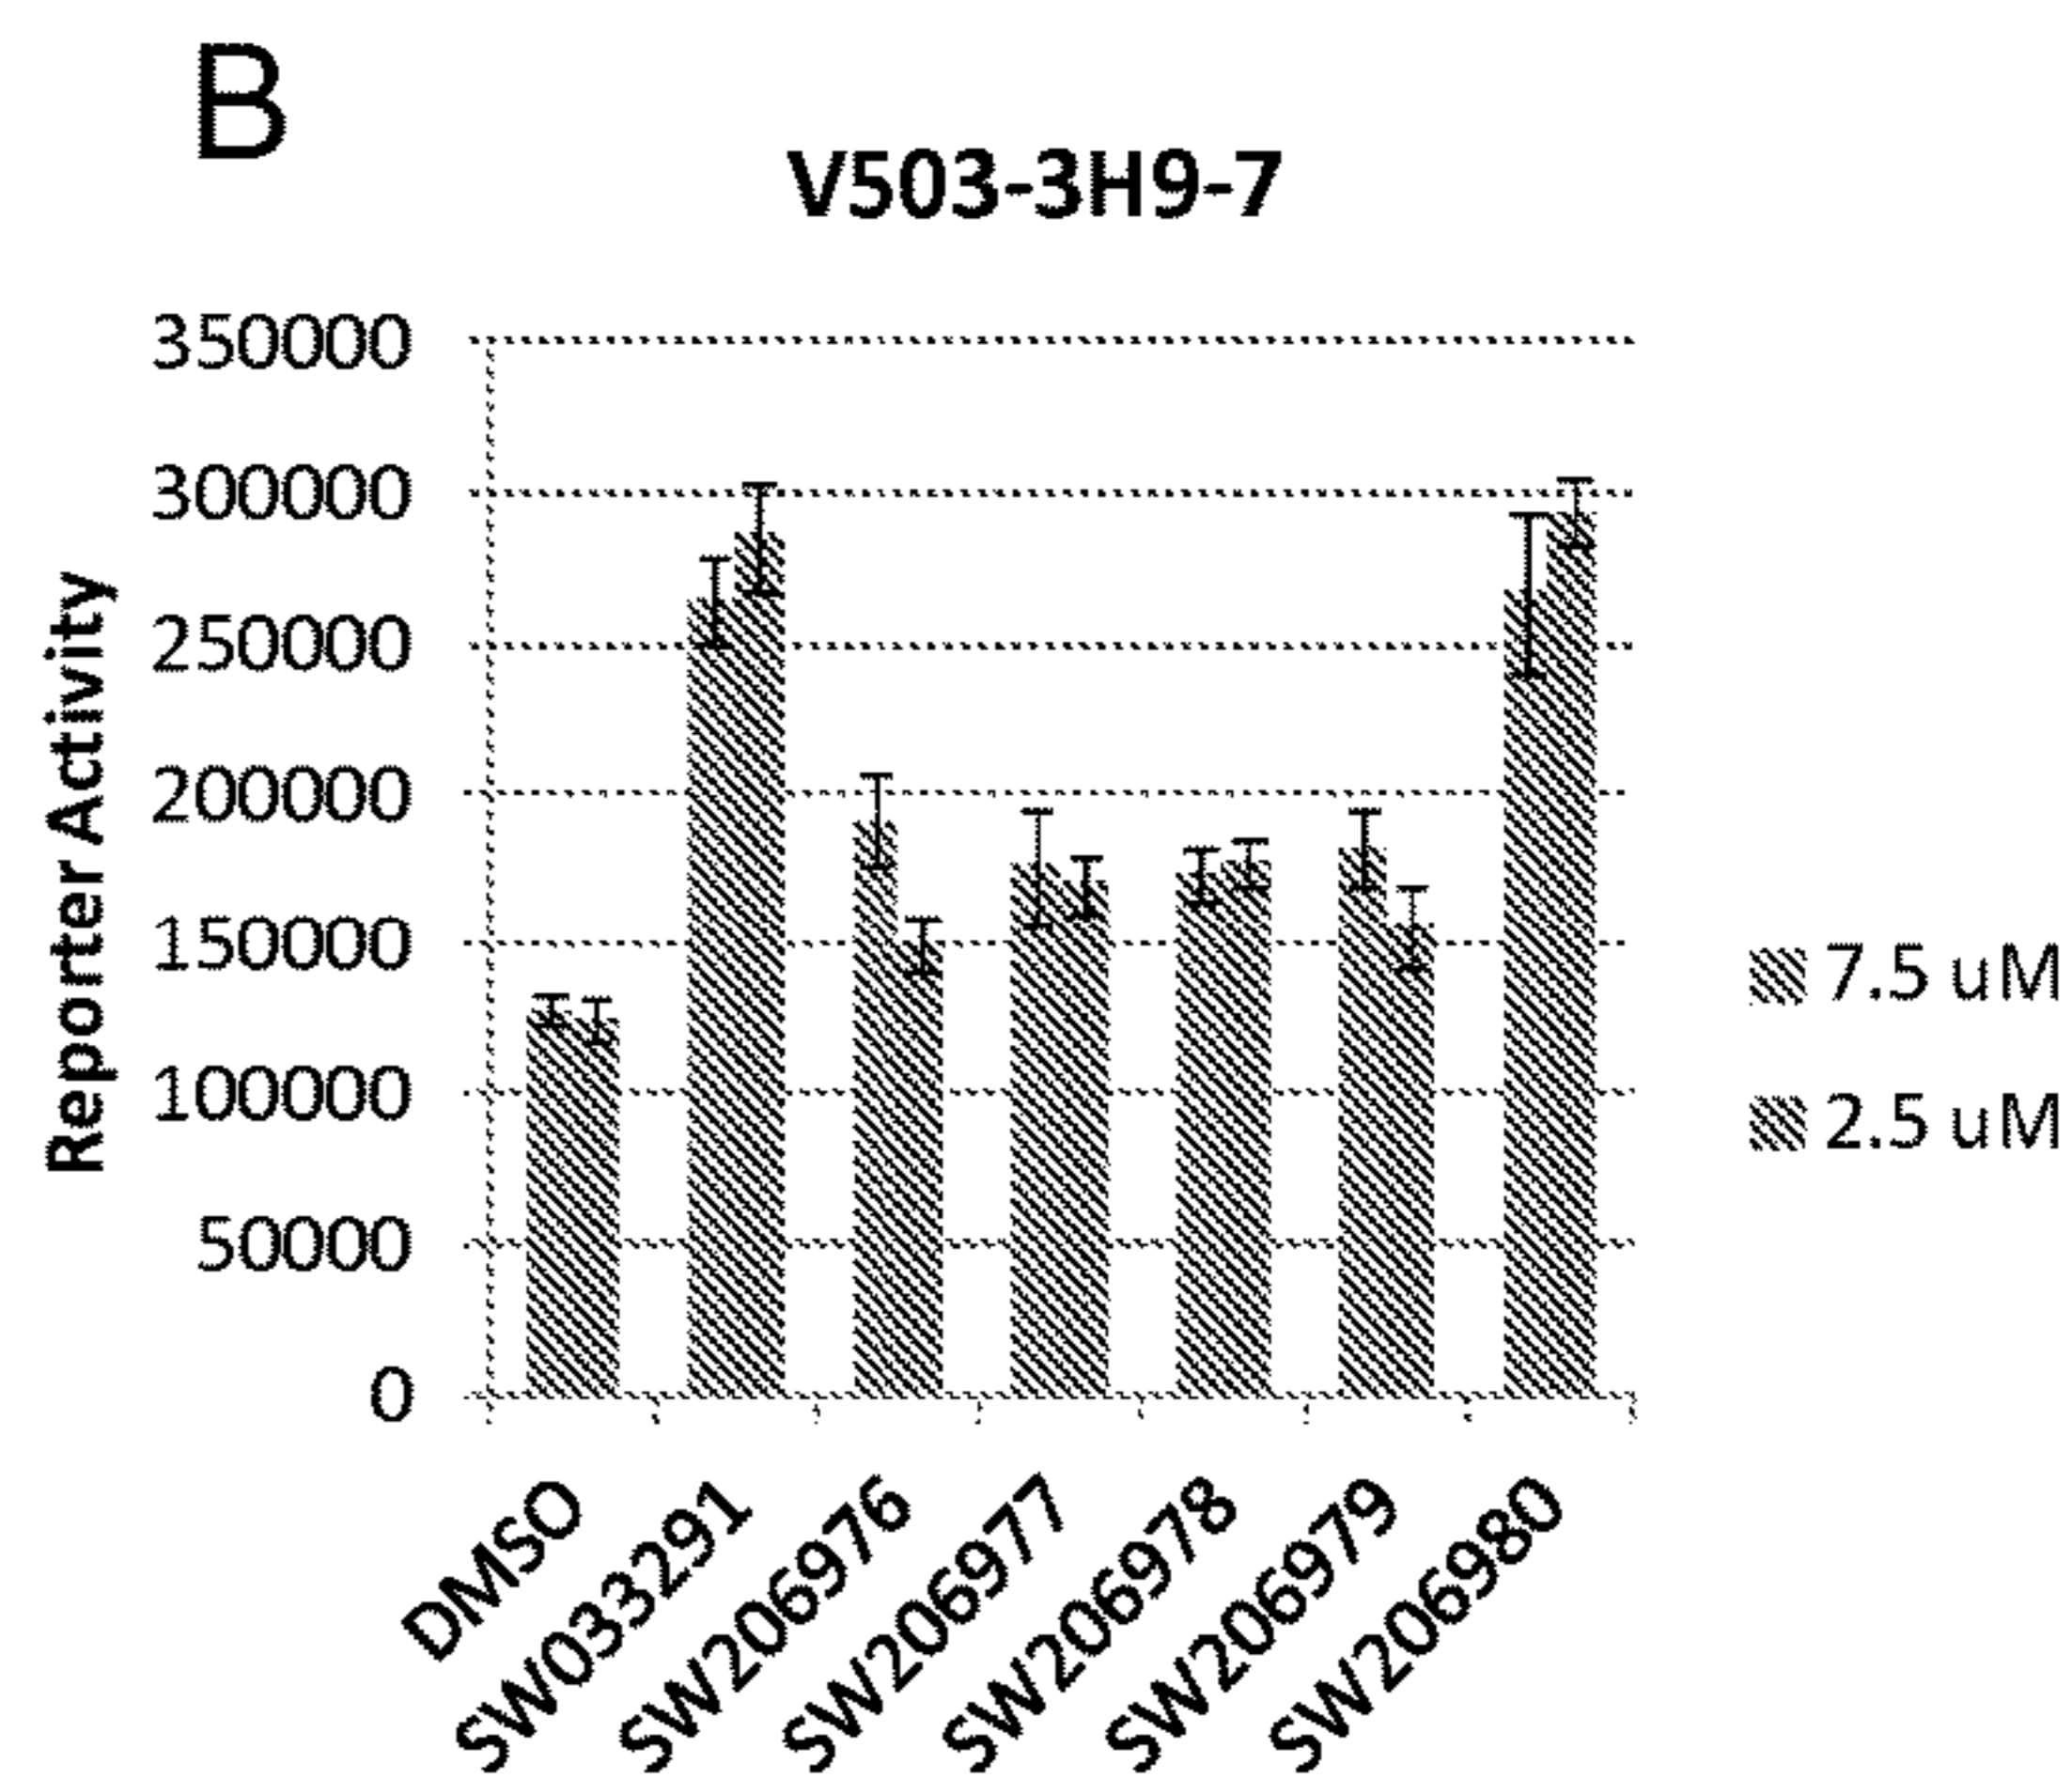 B
V503-3H9-7
350000
300000
250000
200000
150000
100000
50000
0
Reporter Activity
7.5 uM
2.5 uM
DMSO
SW033291
SW206976
SW206977
SW206978
SW206979
SW206980